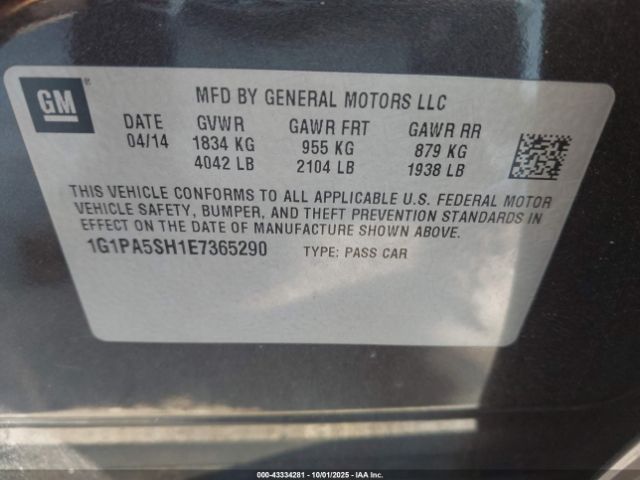 GM ®
MFD BY GENERAL MOTORS LLC
DATE GVWR GAWR FRT GAWR RR
04/14 1834 KG 955 KG 879 KG
4042 LB 2104 LB 1938 LB
THIS VEHICLE CONFORMS TO ALL APPLICABLE U.S. FEDERAL MOTOR
VEHICLE SAFETY, BUMPER, AND THEFT PREVENTION STANDARDS IN
EFFECT ON THE DATE OF MANUFACTURE SHOWN ABOVE.
1G1PA5SH1E7365290 TYPE: PASS CAR
000-43334281 - 10/01/2025 - IAA Inc.